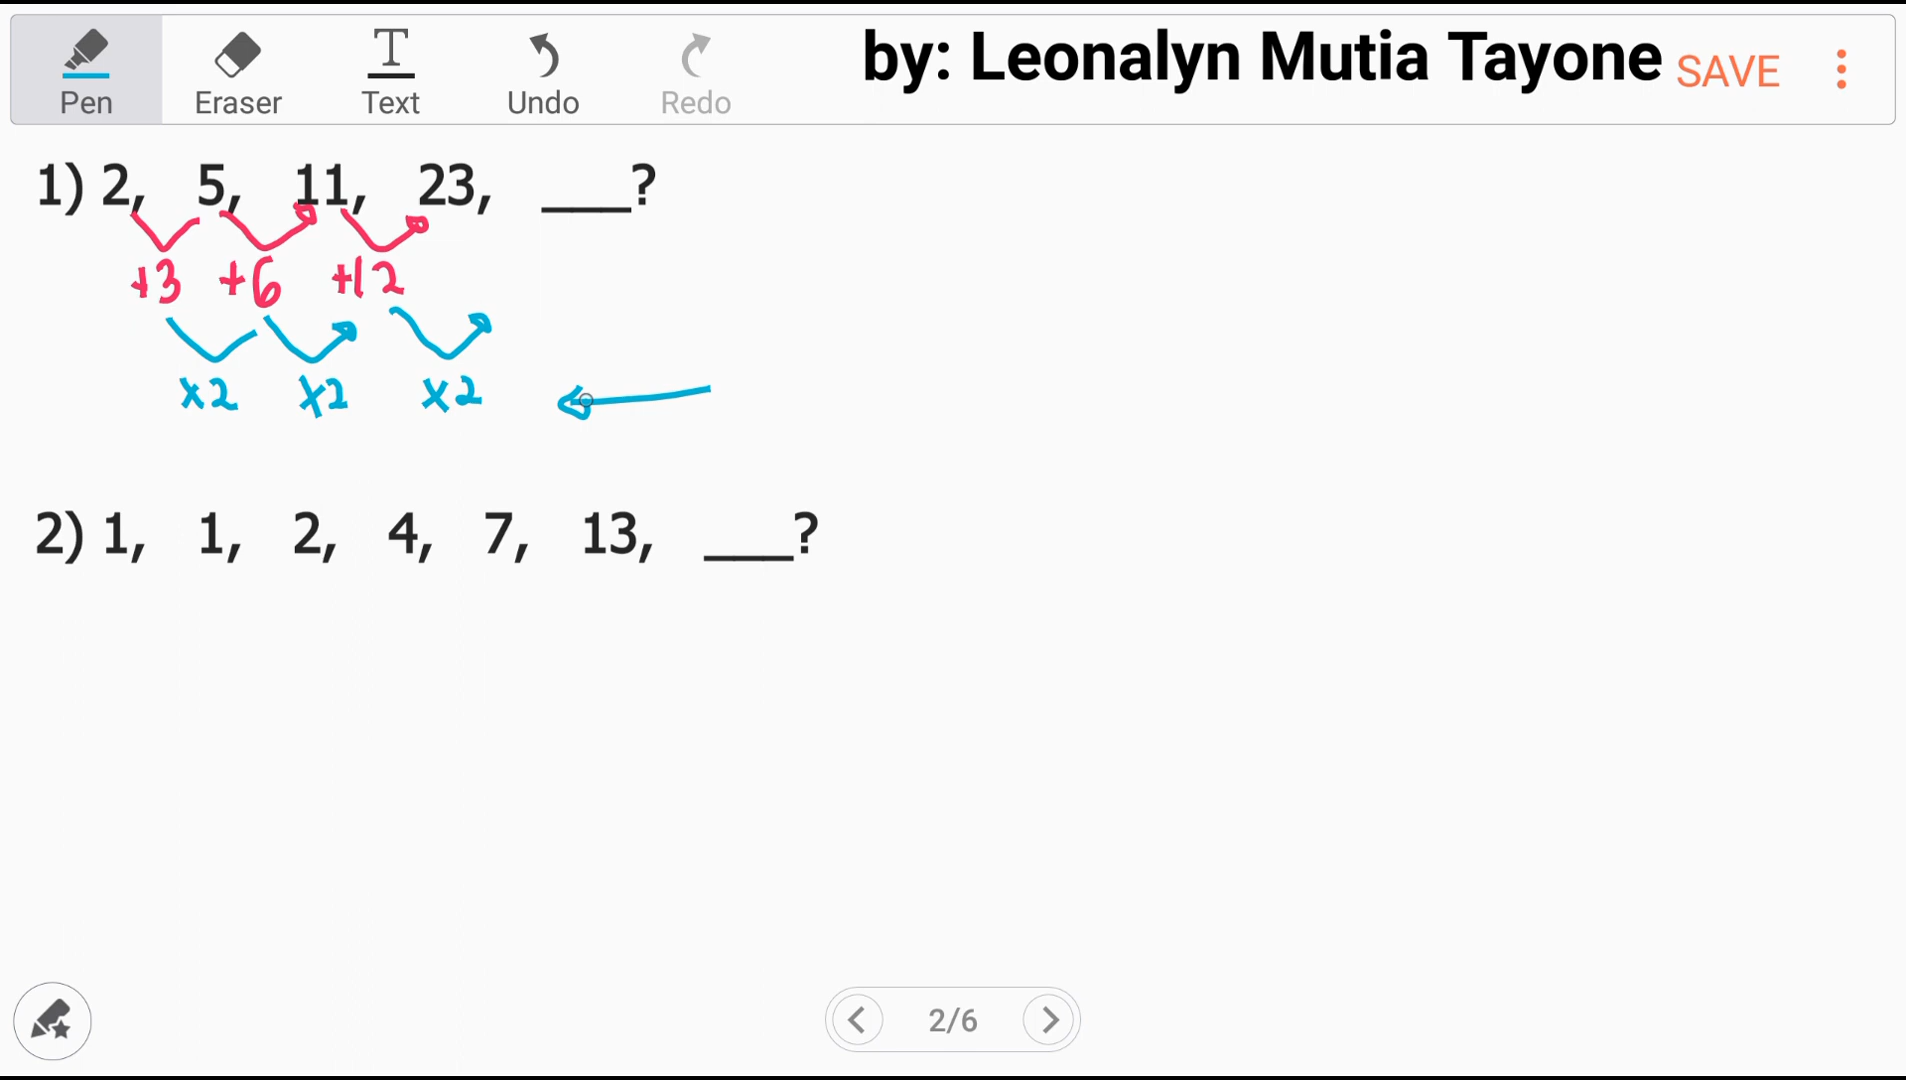 by: Leonalyn Mutia Tayone
Pen Eraser Text Undo Redo SAVE
1) 2, 5, 11, 23, ___?
+3 +6 +12
x2 x2 x2
2) 1, 1, 2, 4, 7, 13, ___?
2/6